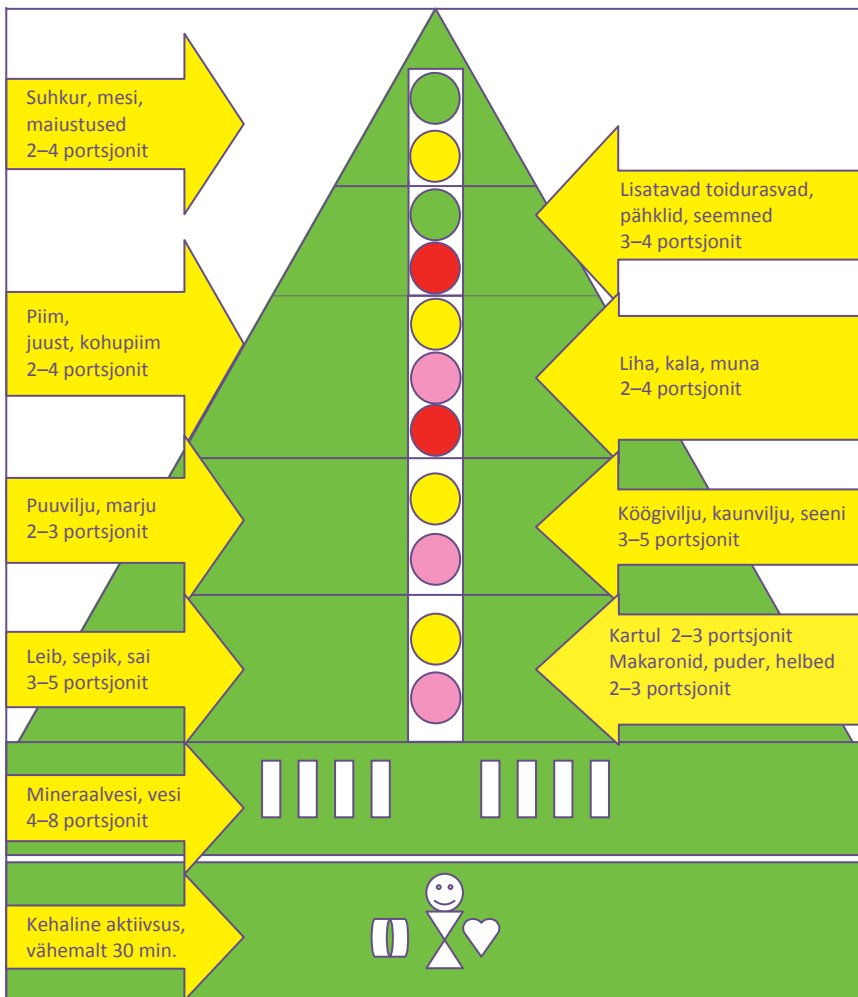 Suhkur, mesi,
maiustused
2–4 portsjonit
Lisatavad toidurasvad,
pähklid, seemned
3–4 portsjonit
Piim,
juust, kohupiim
2–4 portsjonit
Liha, kala, muna
2–4 portsjonit
Puuvilju, marju
2–3 portsjonit
Köögivilju, kaunvilju, seeni
3–5 portsjonit
Leib, sepik, sai
3–5 portsjonit
Kartul 2–3 portsjonit
Makaronid, puder, helbed
2–3 portsjonit
Mineraalvesi, vesi
4–8 portsjonit
Kehaline aktiivsus,
vähemalt 30 min.